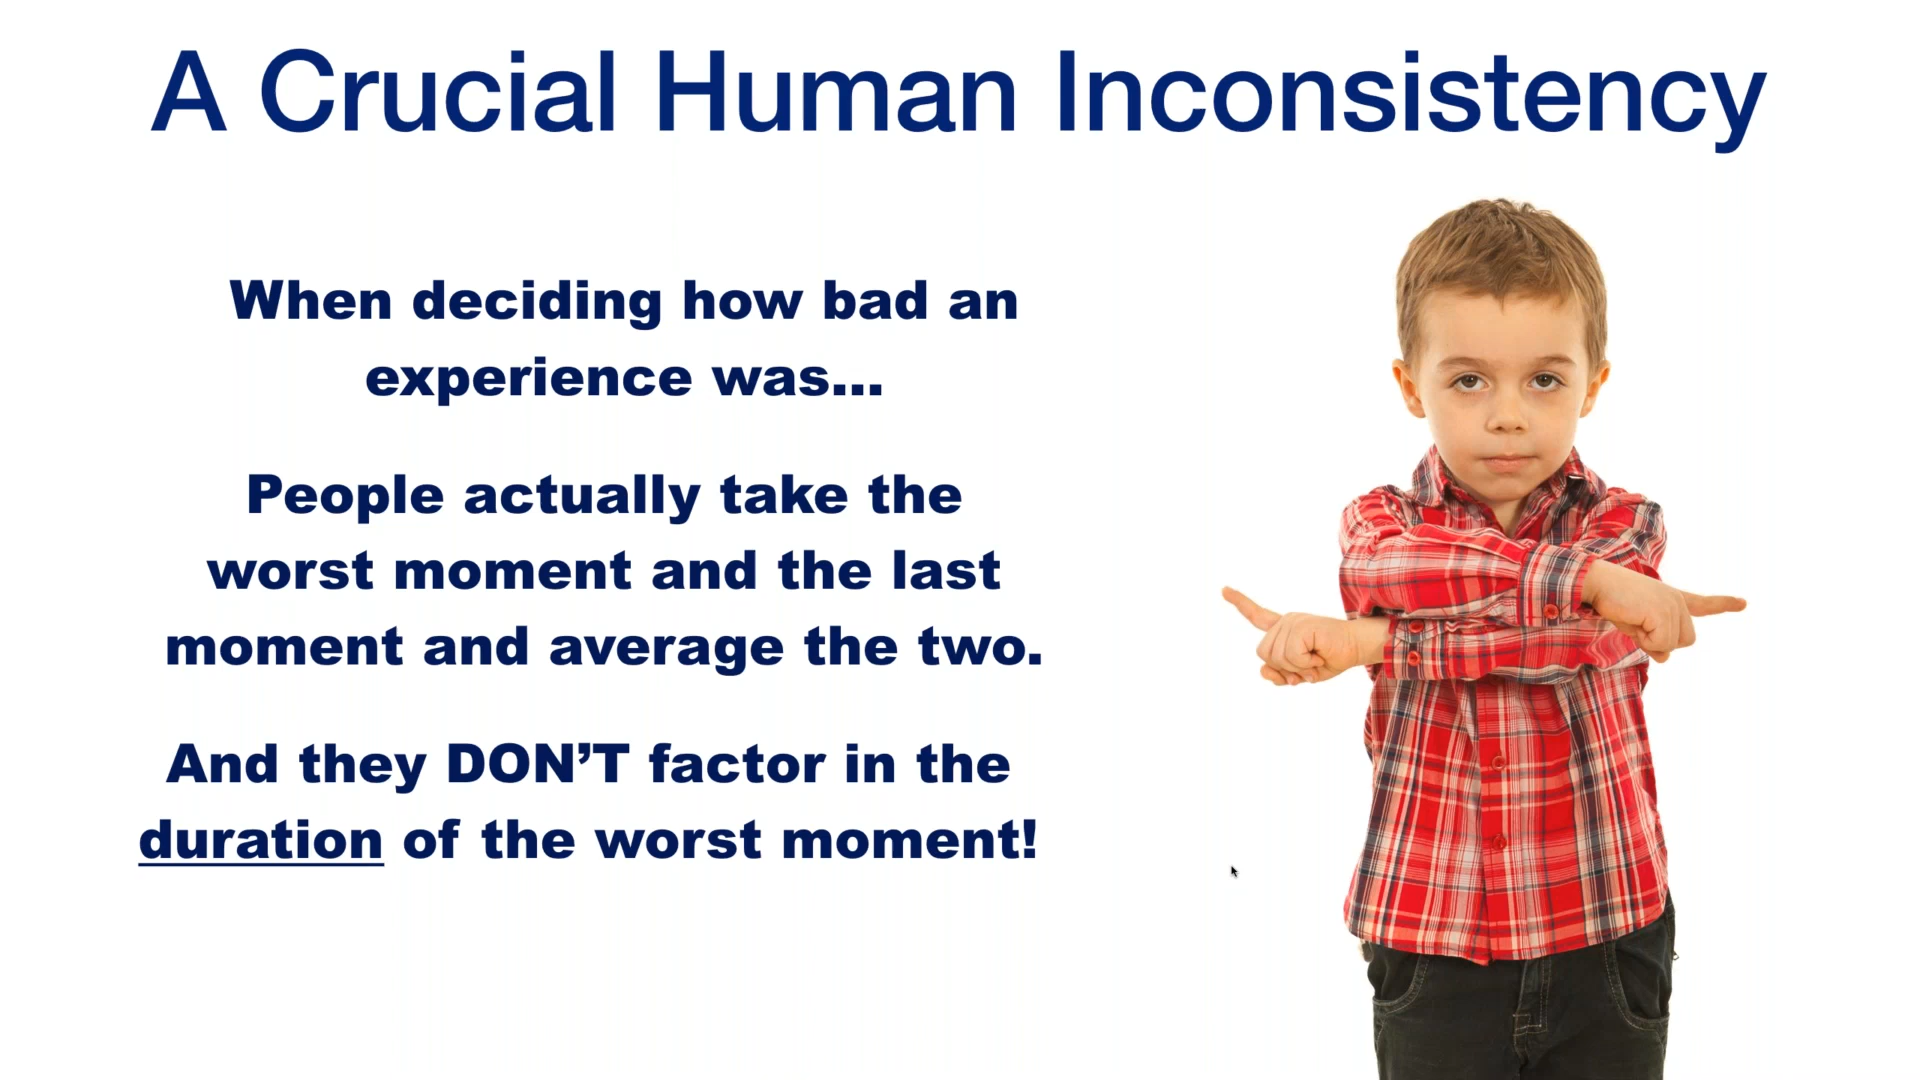 A Crucial Human Inconsistency
When deciding how bad an
experience was...
People actually take the
worst moment and the last
moment and average the two.
And they DON’T factor in the
duration of the worst moment!